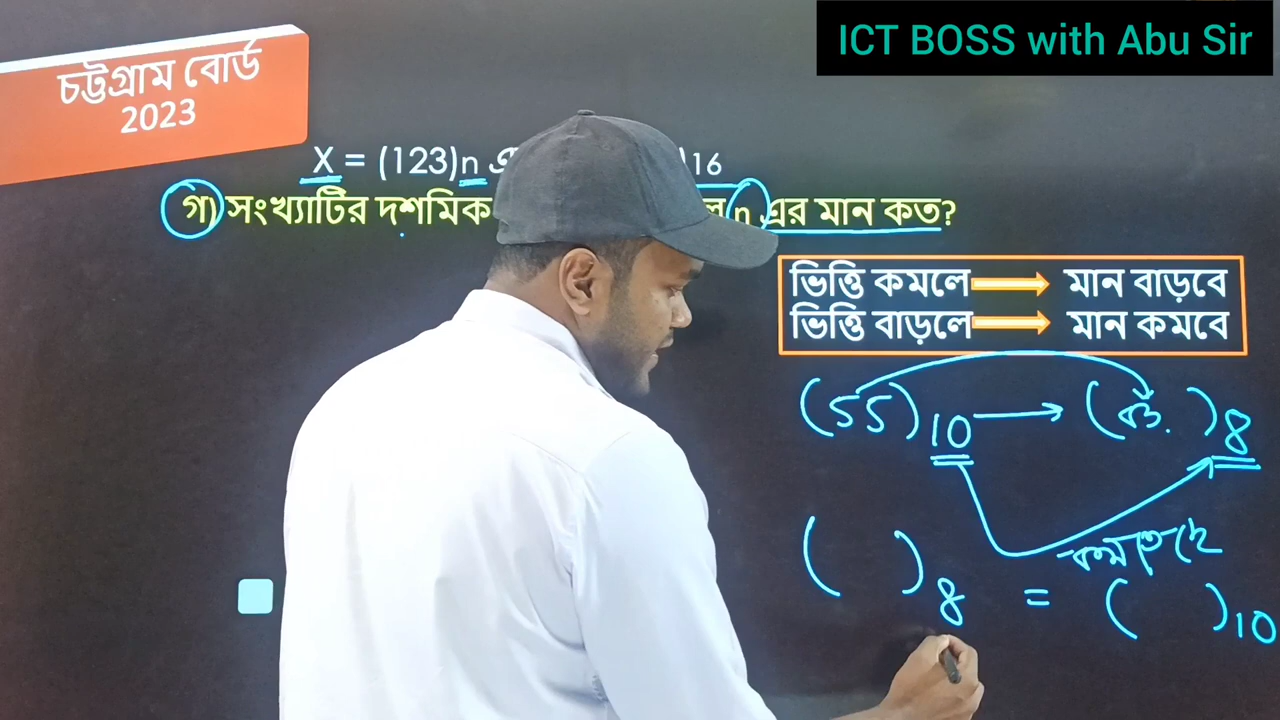 ICT BOSS with Abu Sir
চট্টগ্রাম বোর্ড
2023
X = (123)n )16
গ) সংখ্যাটির দশমিক n এর মান কত?
ভিত্তি কমলে মান বাড়বে
ভিত্তি বাড়লে মান কমবে
(55)10 → ( )8
কমতেছে
( )8 = ( )10